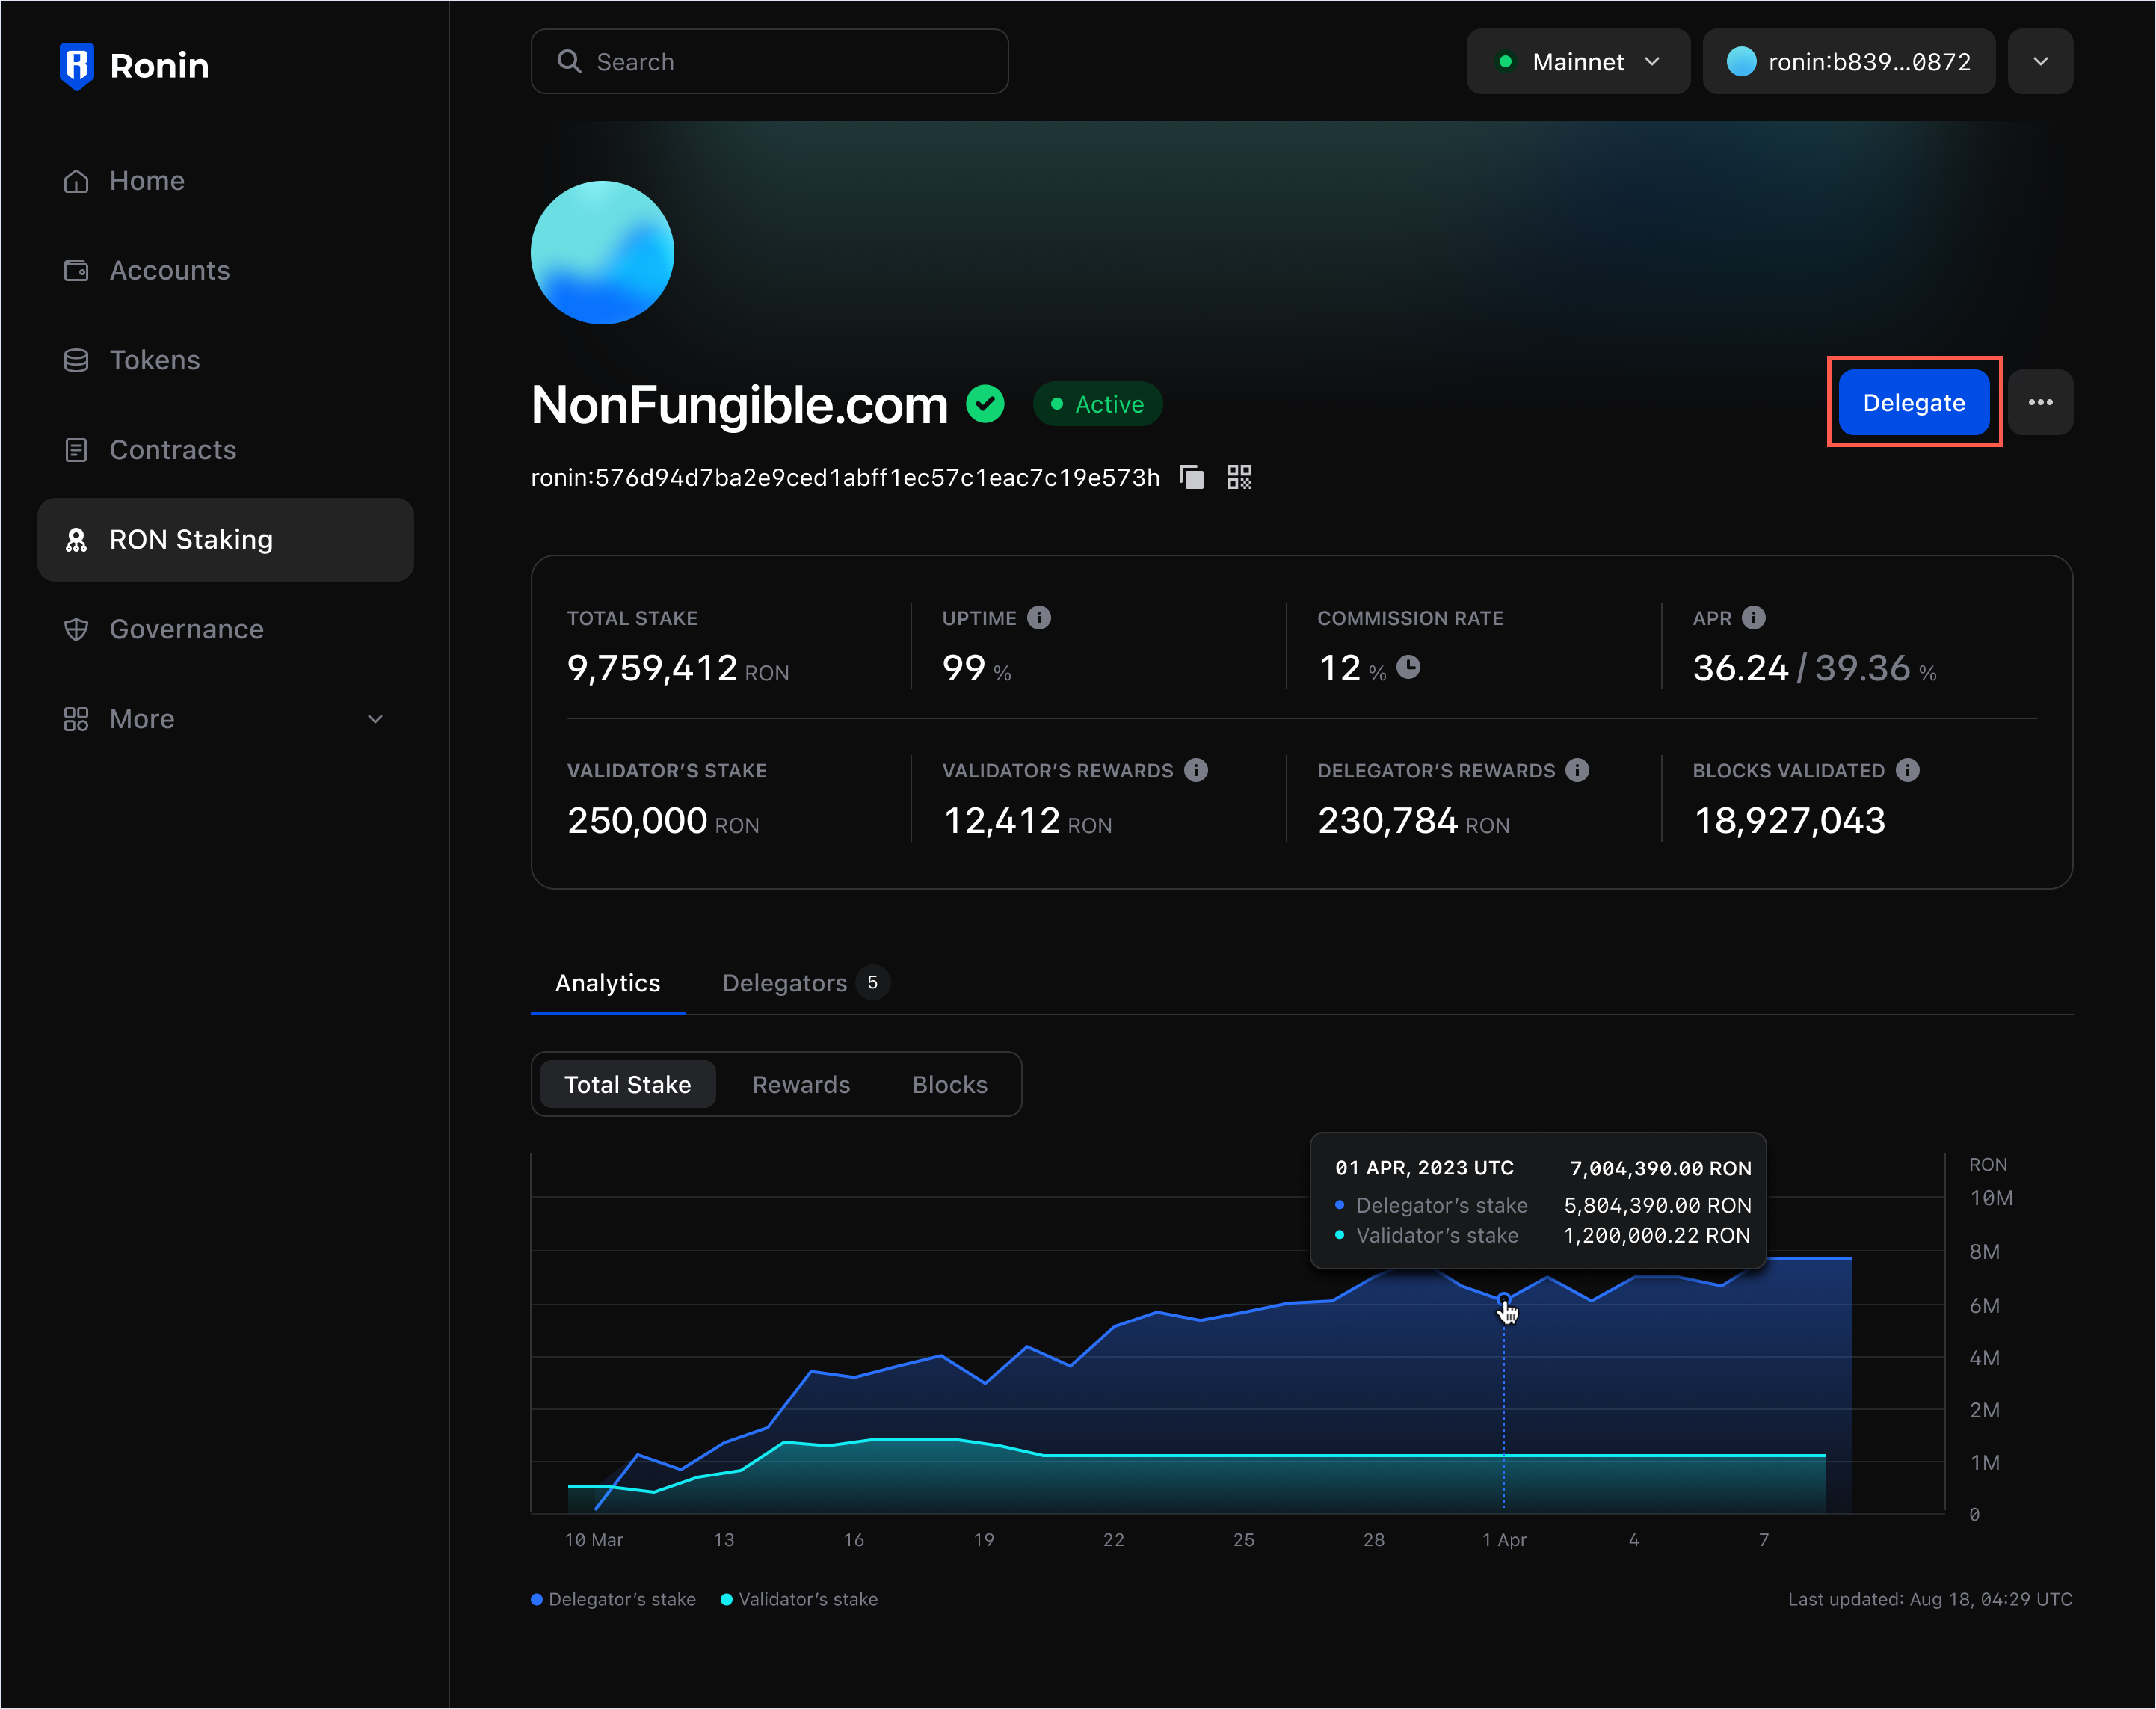 Ronin
Search
Mainnet
ronin:b839...0872
Home
Accounts
Tokens
Contracts
RON Staking
Governance
More
NonFungible.com
Active
Delegate
ronin:576d94d7ba2e9ced1abff1ec57c1eac7c19e573h
TOTAL STAKE
9,759,412 RON
UPTIME
99 %
COMMISSION RATE
12 %
APR
36.24 / 39.36 %
VALIDATOR’S STAKE
250,000 RON
VALIDATOR’S REWARDS
12,412 RON
DELEGATOR’S REWARDS
230,784 RON
BLOCKS VALIDATED
18,927,043
Analytics
Delegators 5
Total Stake
Rewards
Blocks
01 APR, 2023 UTC 7,004,390.00 RON
Delegator’s stake 5,804,390.00 RON
Validator’s stake 1,200,000.22 RON
RON
10M
8M
6M
4M
2M
1M
0
10 Mar 13 16 19 22 25 28 1 Apr 4 7
Delegator’s stake Validator’s stake
Last updated: Aug 18, 04:29 UTC